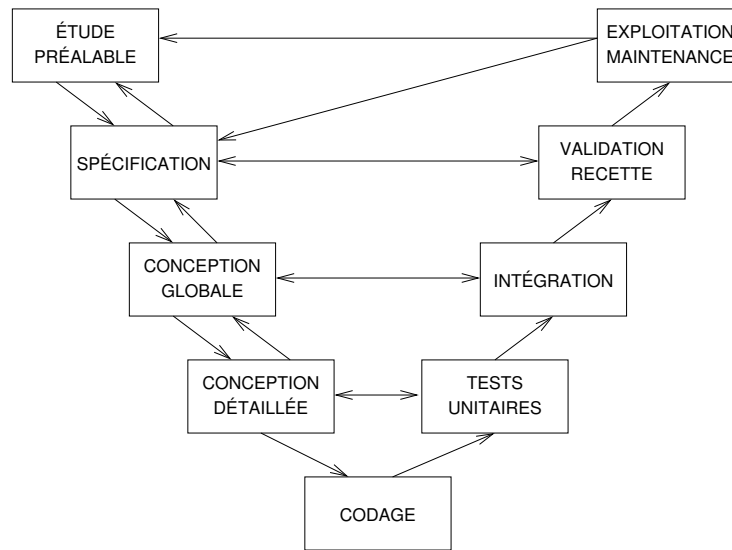 ÉTUDE
PRÉALABLE
EXPLOITATION
MAINTENANCE
SPÉCIFICATION
VALIDATION
RECETTE
CONCEPTION
GLOBALE
INTÉGRATION
CONCEPTION
DÉTAILLÉE
TESTS
UNITAIRES
CODAGE